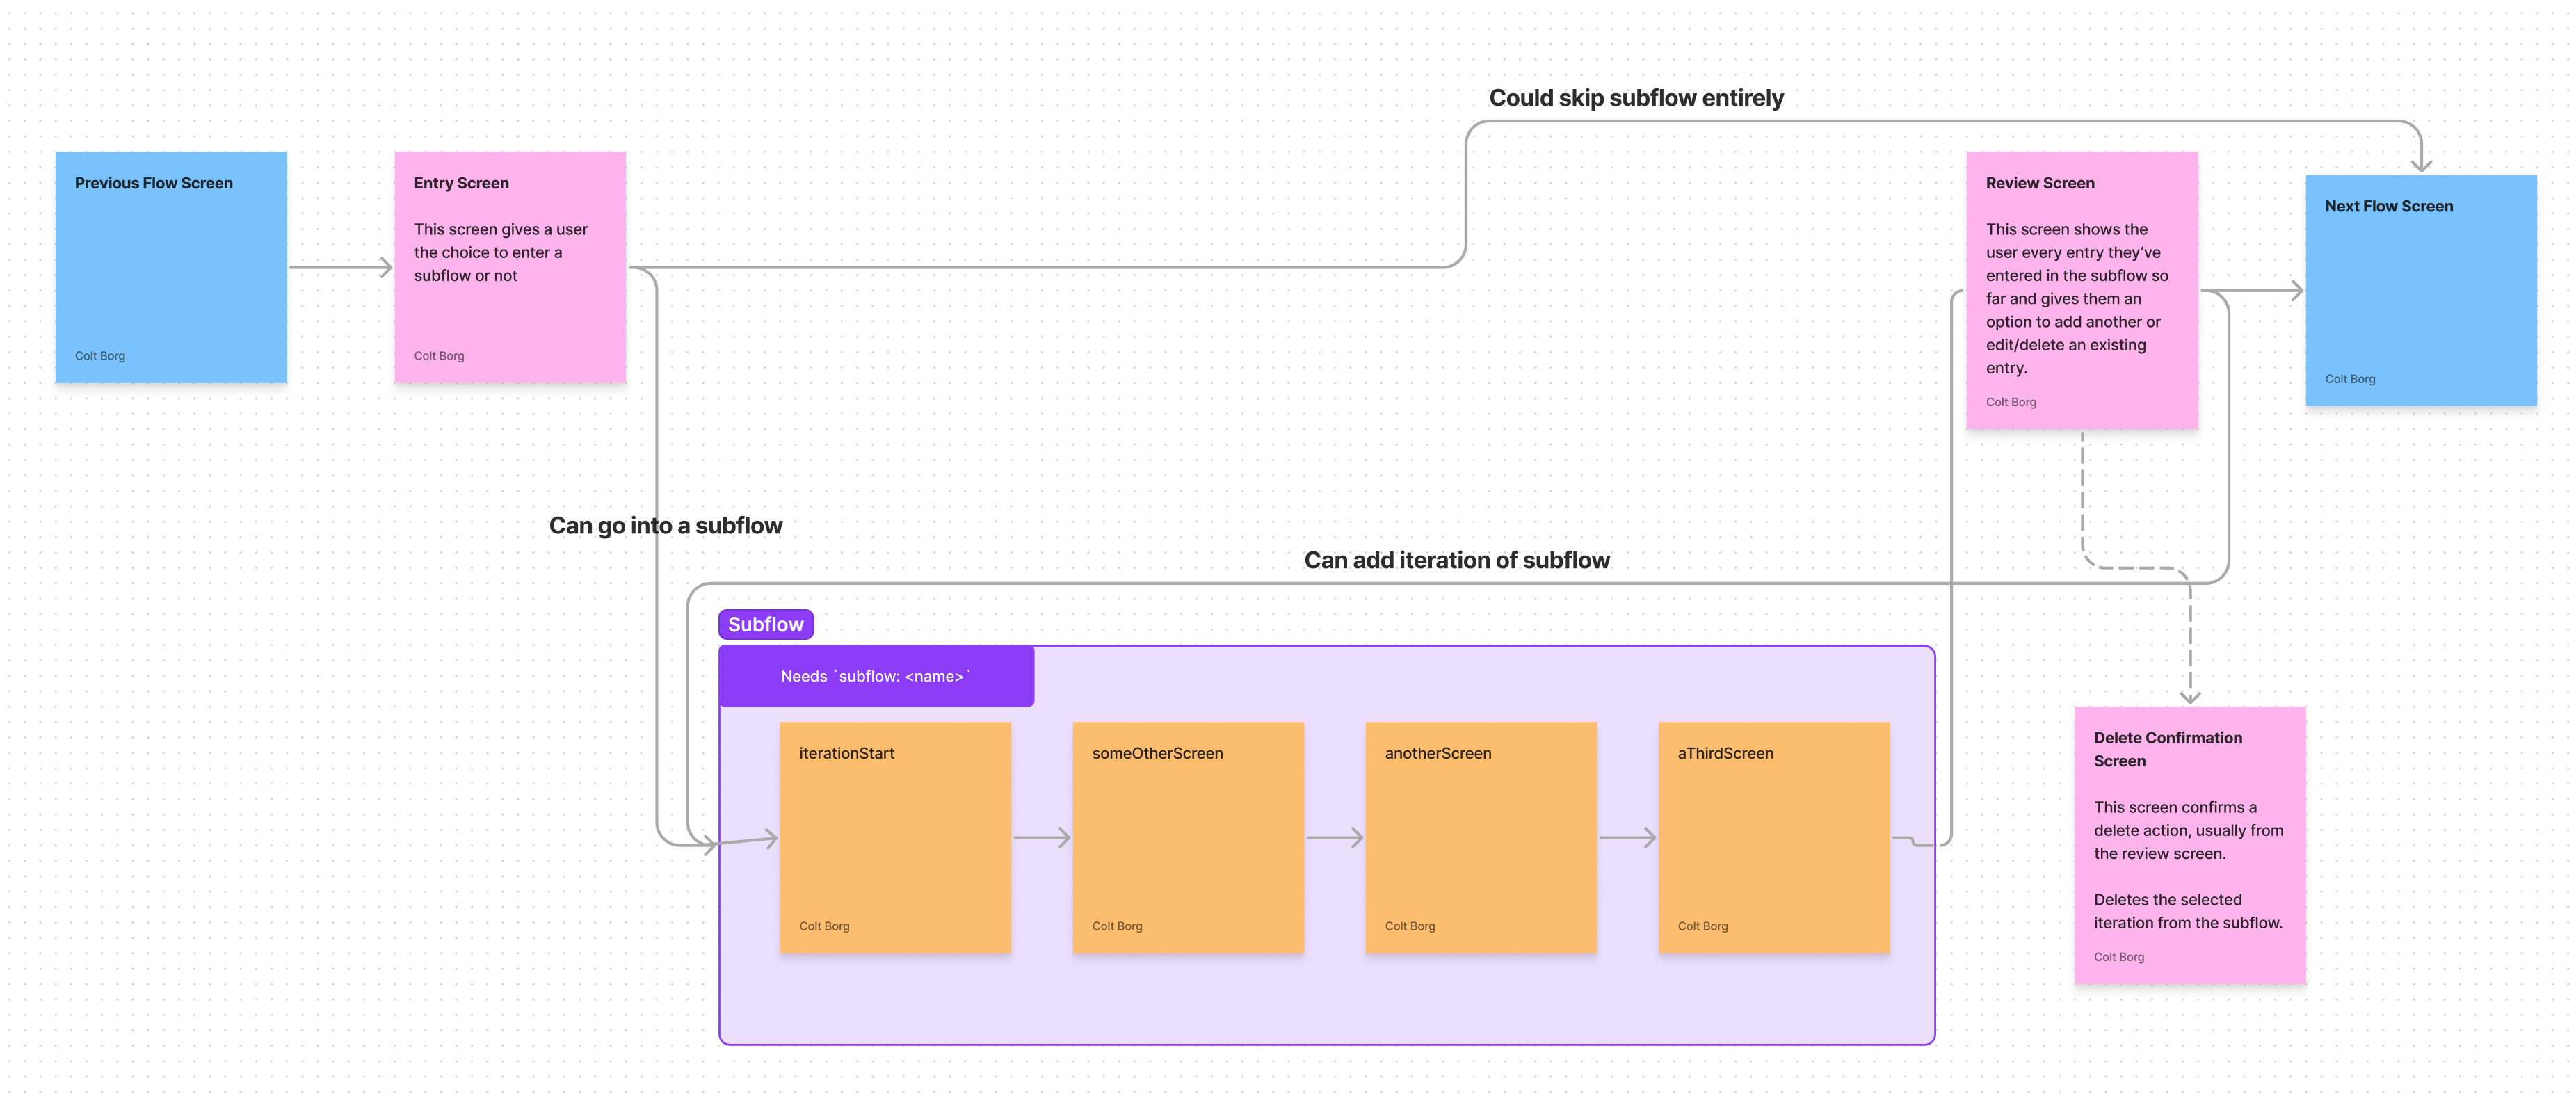 Could skip subflow entirely
Previous Flow Screen
Colt Borg
Entry Screen
This screen gives a user
the choice to enter a
subflow or not
Colt Borg
Review Screen
This screen shows the
user every entry they’ve
entered in the subflow so
far and gives them an
option to add another or
edit/delete an existing
entry.
Colt Borg
Next Flow Screen
Colt Borg
Can go into a subflow
Can add iteration of subflow
Subflow
Needs `subflow: <name>`
iterationStart
Colt Borg
someOtherScreen
Colt Borg
anotherScreen
Colt Borg
aThirdScreen
Colt Borg
Delete Confirmation
Screen
This screen confirms a
delete action, usually from
the review screen.
Deletes the selected
iteration from the subflow.
Colt Borg